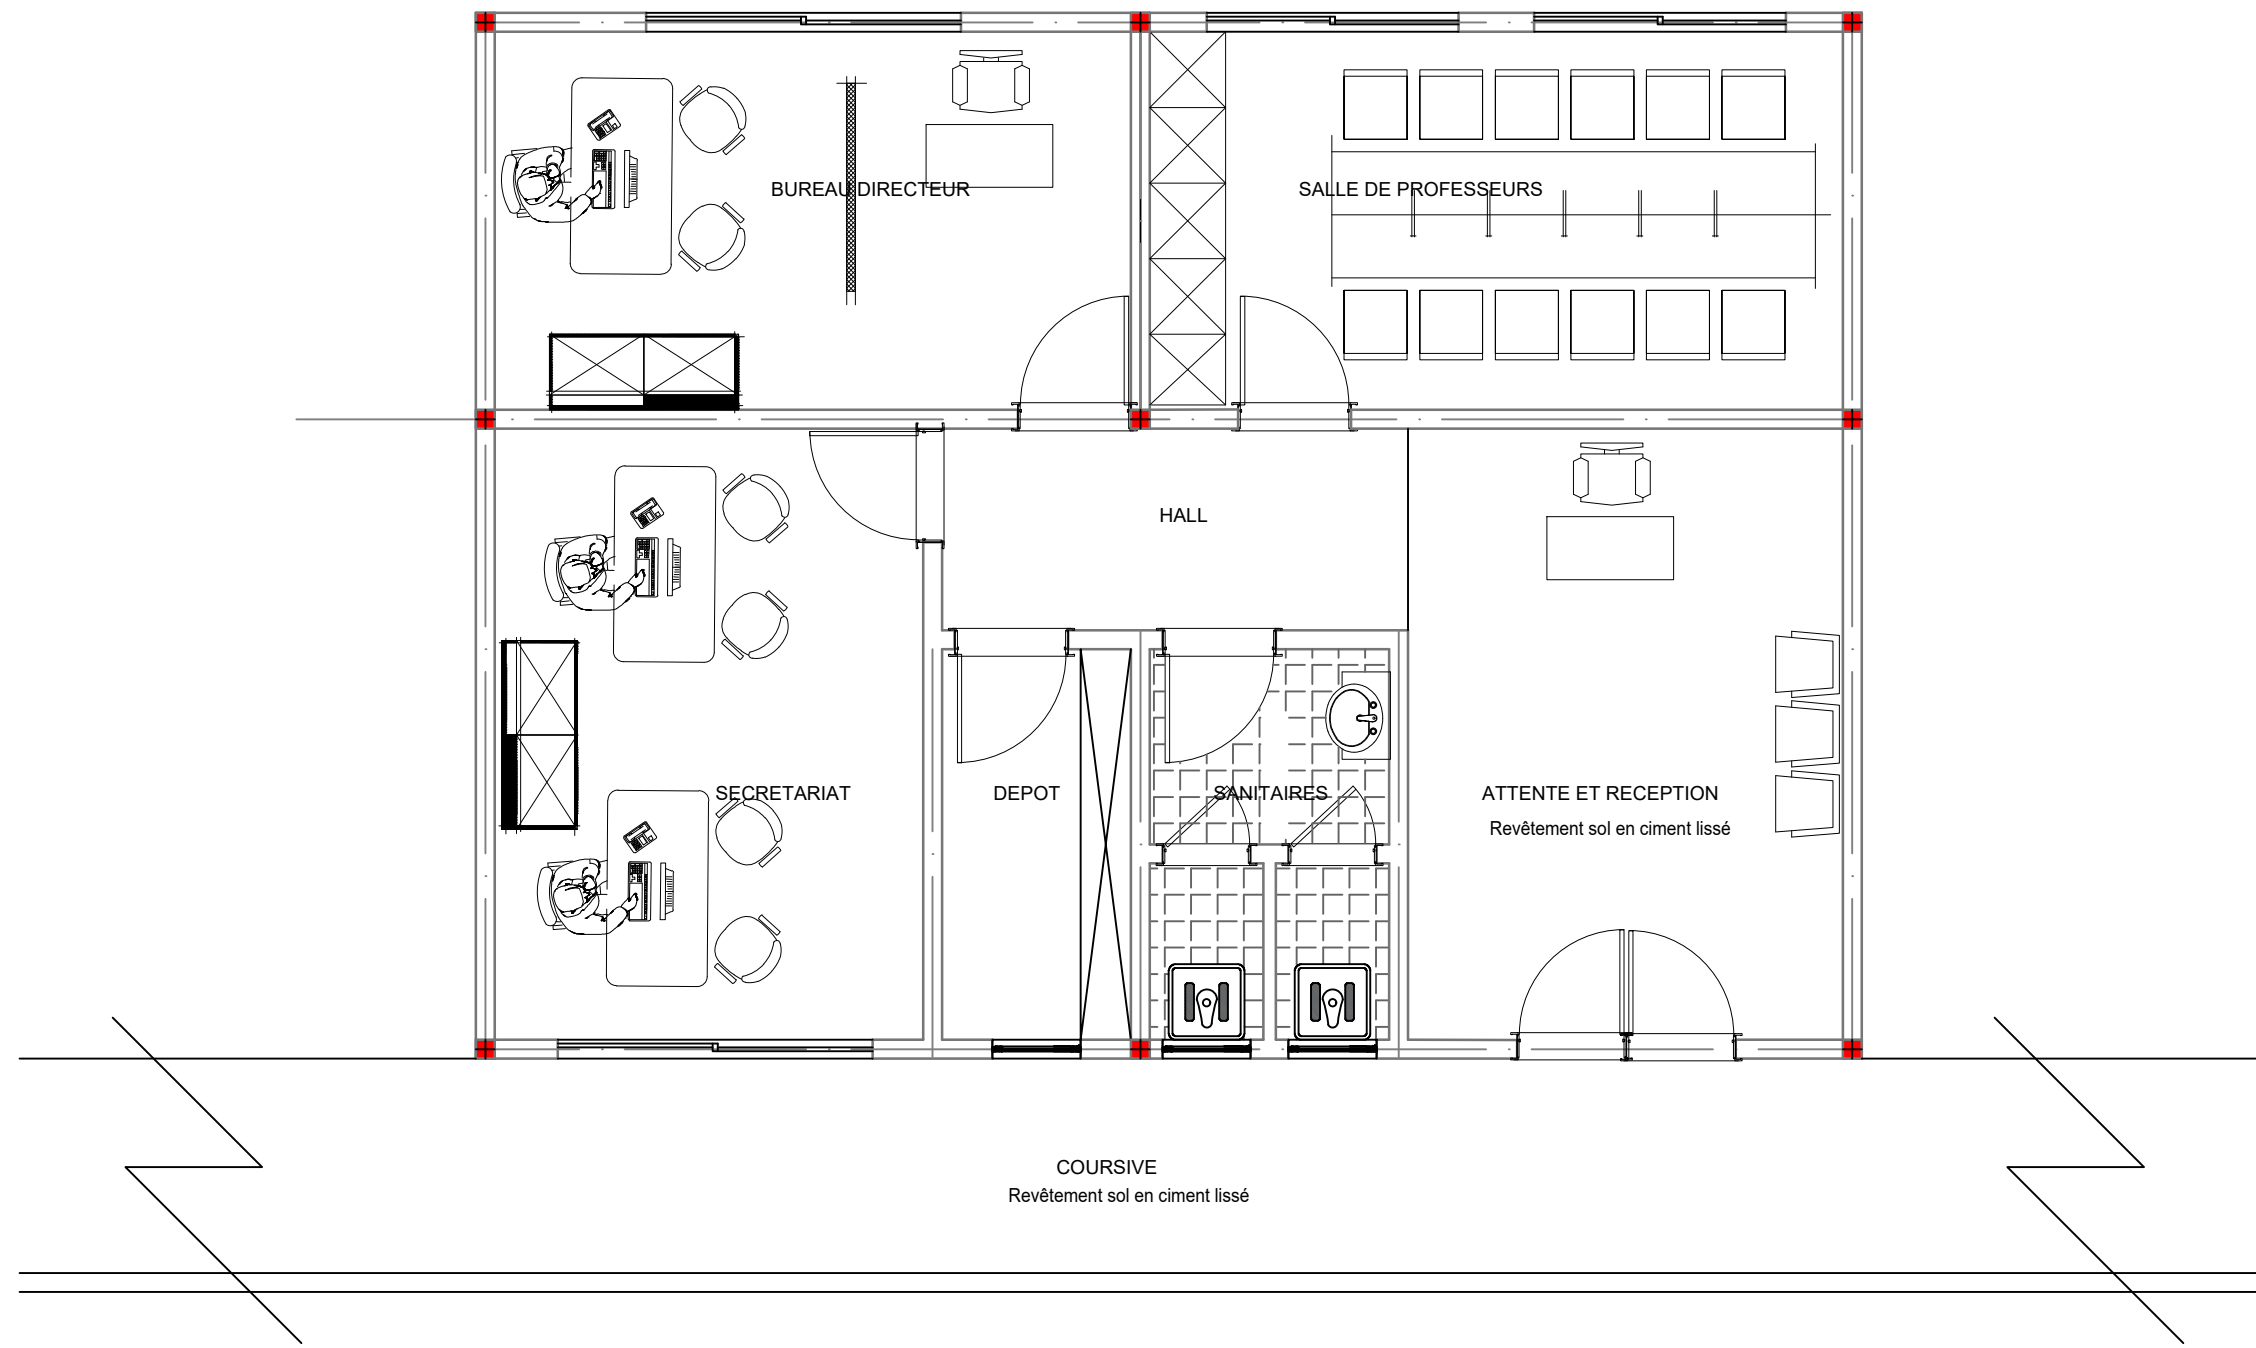 BUREAU DIRECTEUR
SALLE DE PROFESSEURS
HALL
SECRETARIAT
DEPOT
SANITAIRES
ATTENTE ET RECEPTION
Revêtement sol en ciment lissé
COURSIVE
Revêtement sol en ciment lissé